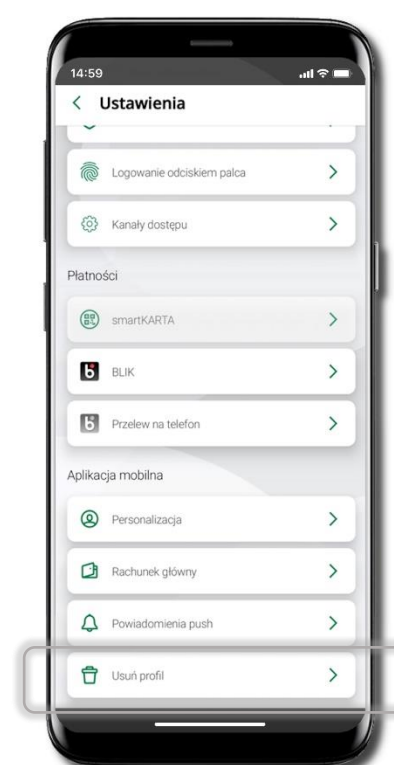 14:59
Ustawienia
Logowanie odciskiem palca
Kanały dostępu
Płatności
smartKARTA
BLIK
Przelew na telefon
Aplikacja mobilna
Personalizacja
Rachunek główny
Powiadomienia push
Usuń profil